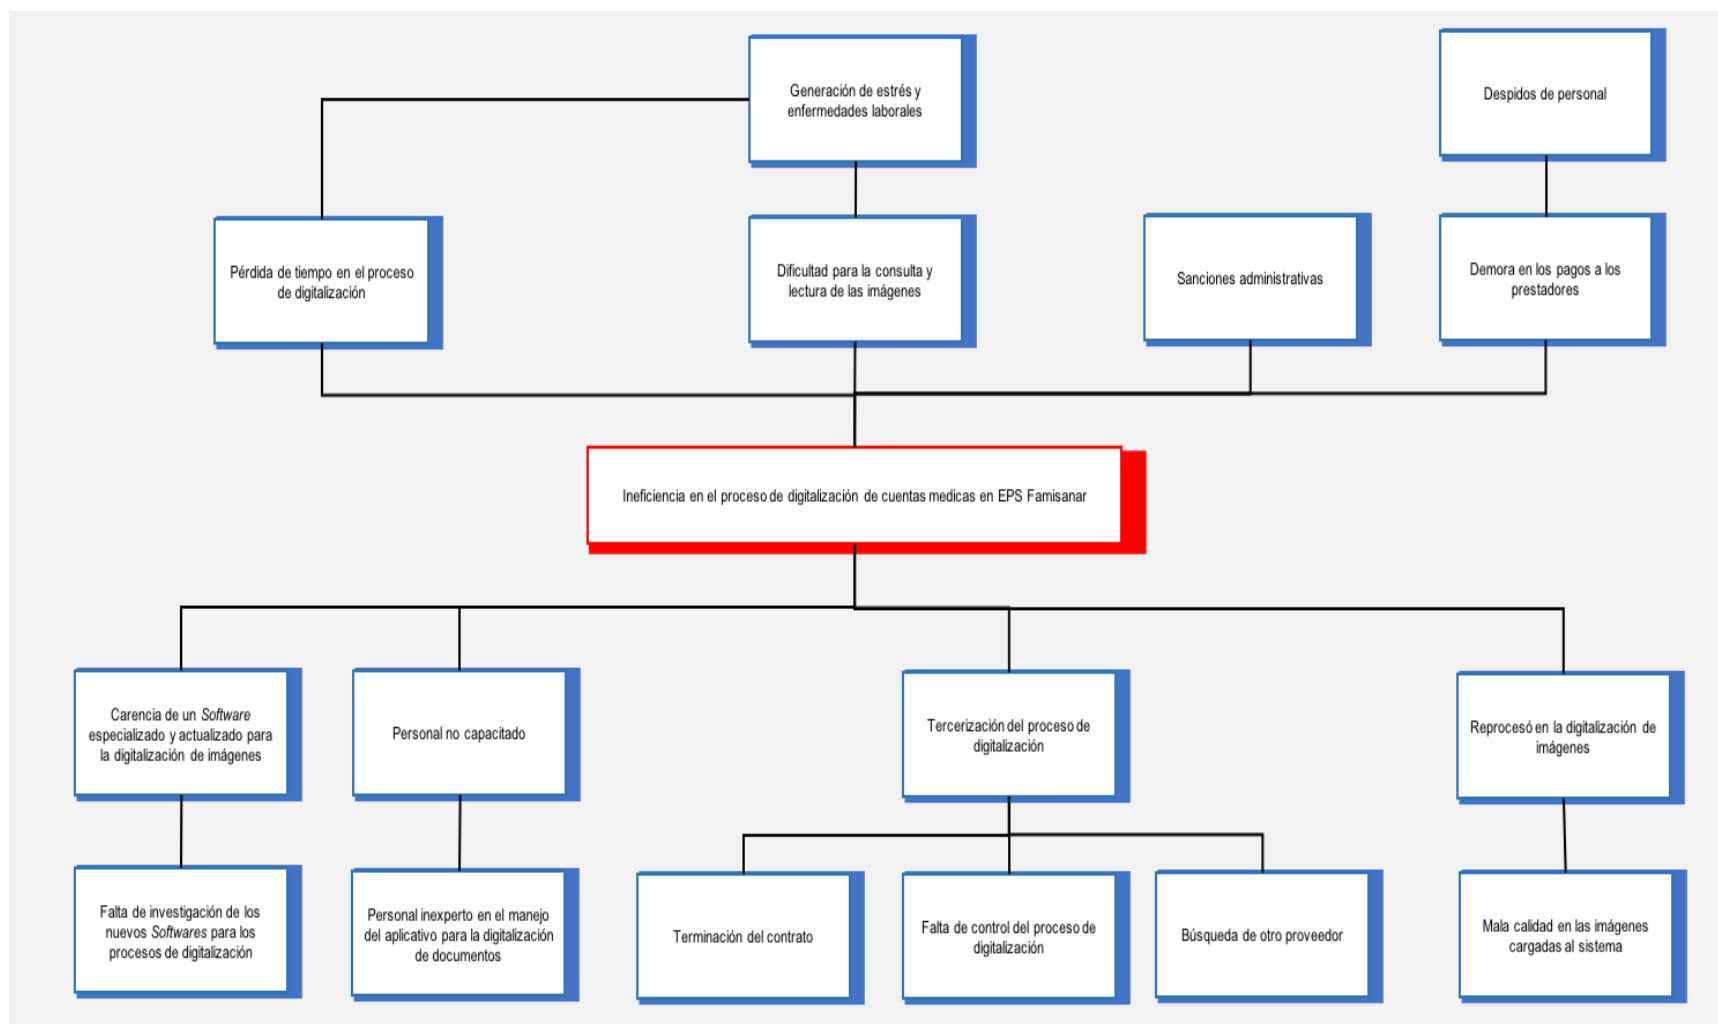 Generación de estrés y
enfermedades laborales
Despidos de personal
Pérdida de tiempo en el proceso
de digitalización
Dificultad para la consulta y
lectura de las imágenes
Sanciones administrativas
Demora en los pagos a los
prestadores
Ineficiencia en el proceso de digitalización de cuentas medicas en EPS Famisanar
Carencia de un Software
especializado y actualizado para
la digitalización de imágenes
Personal no capacitado
Tercerización del proceso de
digitalización
Reprocesó en la digitalización de
imágenes
Falta de investigación de los
nuevos Softwares para los
procesos de digitalización
Personal inexperto en el manejo
del aplicativo para la digitalización
de documentos
Terminación del contrato
Falta de control del proceso de
digitalización
Búsqueda de otro proveedor
Mala calidad en las imágenes
cargadas al sistema